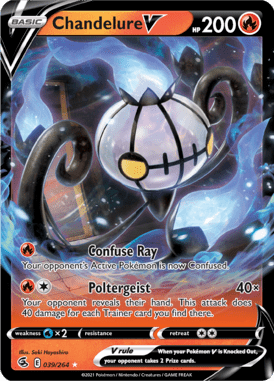 BASIC Chandelure V HP 200
Confuse Ray
Your opponent's Active Pokémon is now Confused.
Poltergeist 40×
Your opponent reveals their hand. This attack does
40 damage for each Trainer card you find there.
weakness ×2 resistance retreat
Illus. Saki Hayashiro
V rule When your Pokémon V is Knocked Out,
your opponent takes 2 Prize cards.
E 039/264
©2021 Pokémon / Nintendo / Creatures / GAME FREAK